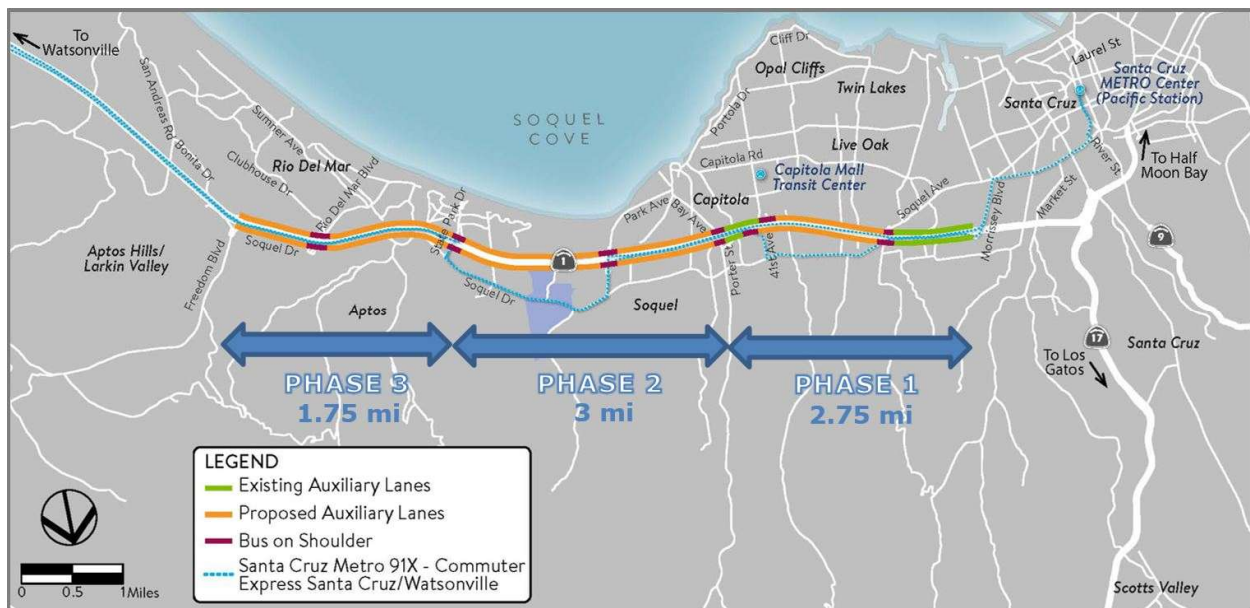 To
Watsonville
San Andreas Rd
Bonita Dr
Sumner Ave
Clubhouse Dr
Rio Del Mar
Rio Del Mar Blvd
State Park Dr
SOQUEL
COVE
Cliff Dr
Opal Cliffs
Portola Dr
Twin Lakes
Live Oak
Capitola Rd
Capitola Mall
Transit Center
Capitola
Park Ave
Bay Ave
Soquel Ave
Laurel St
Santa Cruz
METRO Center
(Pacific Station)
Santa Cruz
River St
To Half
Moon Bay
Market St
Morrissey Blvd
9
Aptos Hills/
Larkin Valley
Freedom Blvd
Soquel Dr
Aptos
Soquel Dr
1
Soquel
Porter St
41st Ave
17
Santa Cruz
To Los
Gatos
PHASE 3
1.75 mi
PHASE 2
3 mi
PHASE 1
2.75 mi
LEGEND
Existing Auxiliary Lanes
Proposed Auxiliary Lanes
Bus on Shoulder
Santa Cruz Metro 91X - Commuter
Express Santa Cruz/Watsonville
0 0.5 1Miles
Scotts Valley